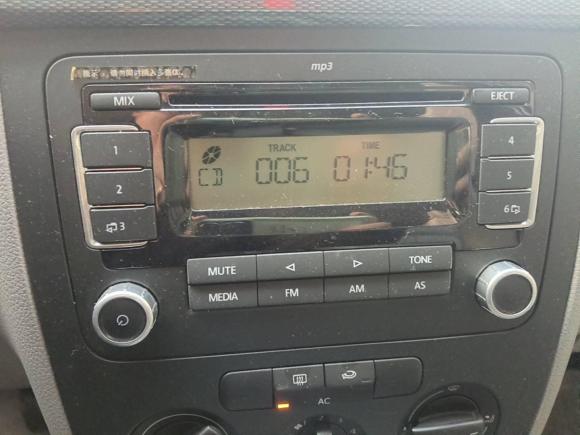 mp3
MIX
EJECT
TRACK TIME
CD 006 01:46
1
2
3
4
5
6
MUTE
TONE
MEDIA
FM
AM
AS
AC